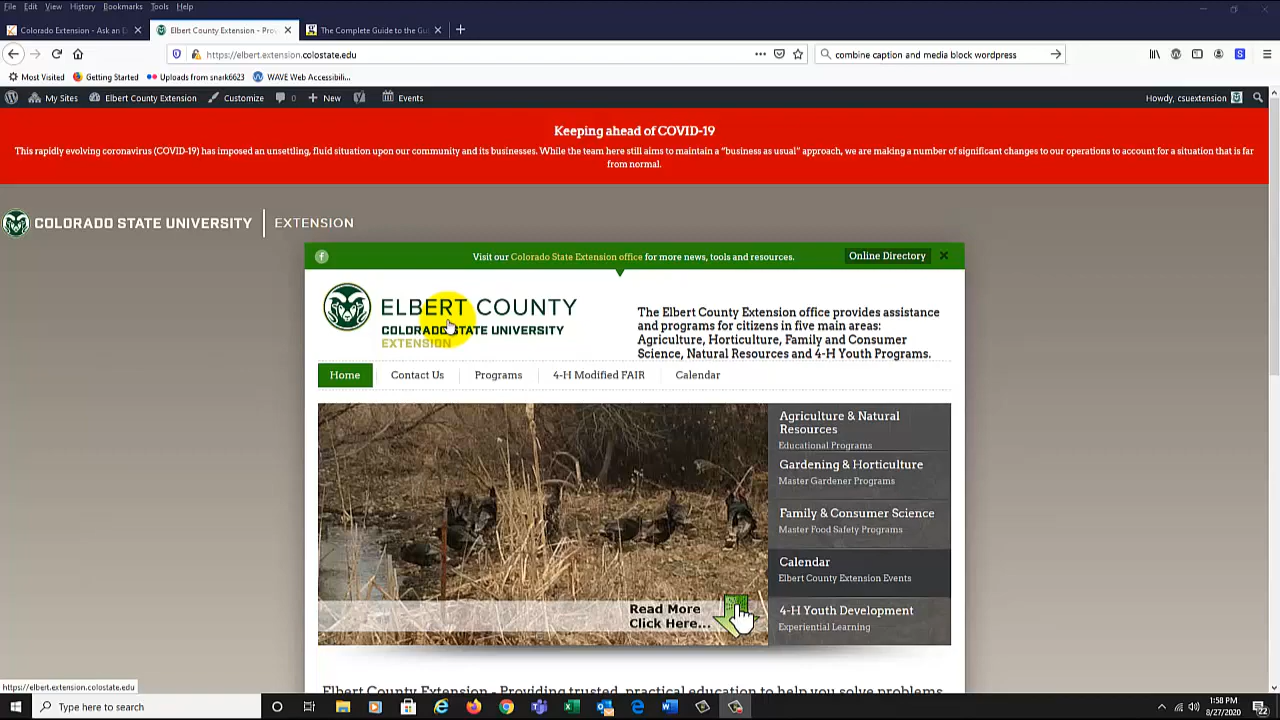 File Edit View History Bookmarks Tools Help
Colorado Extension - Ask an E
Elbert County Extension - Pro
The Complete Guide to the Gu
https://elbert.extension.colostate.edu
combine caption and media block wordpress
Most Visited Getting Started Uploads from snark6623 WAVE Web Accessibili...
My Sites Elbert County Extension Customize 0 New Events Howdy, csuextension
Keeping ahead of COVID-19
This rapidly evolving coronavirus (COVID-19) has imposed an unsettling, fluid situation upon our community and its businesses. While the team here still aims to maintain a “business as usual” approach, we are making a number of significant changes to our operations to account for a situation that is far
from normal.
COLORADO STATE UNIVERSITY EXTENSION
Visit our Colorado State Extension office for more news, tools and resources.
Online Directory
ELBERT COUNTY
COLORADO STATE UNIVERSITY
EXTENSION
The Elbert County Extension office provides assistance
and programs for citizens in five main areas:
Agriculture, Horticulture, Family and Consumer
Science, Natural Resources and 4-H Youth Programs.
Home Contact Us Programs 4-H Modified FAIR Calendar
Agriculture & Natural
Resources
Educational Programs
Gardening & Horticulture
Master Gardener Programs
Family & Consumer Science
Master Food Safety Programs
Calendar
Elbert County Extension Events
4-H Youth Development
Experiential Learning
Read More
Click Here...
Elbert County Extension - Providing trusted, practical education to help you solve problems,
https://elbert.extension.colostate.edu
Type here to search
1:58 PM
8/27/2020
22